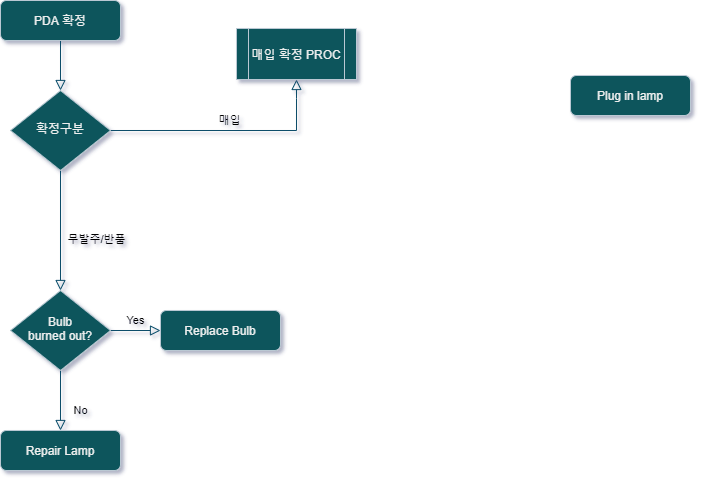 PDA 확정
매입 확정 PROC
Plug in lamp
확정구분
매입
무발주/반품
Bulb
burned out?
Yes
Replace Bulb
No
Repair Lamp